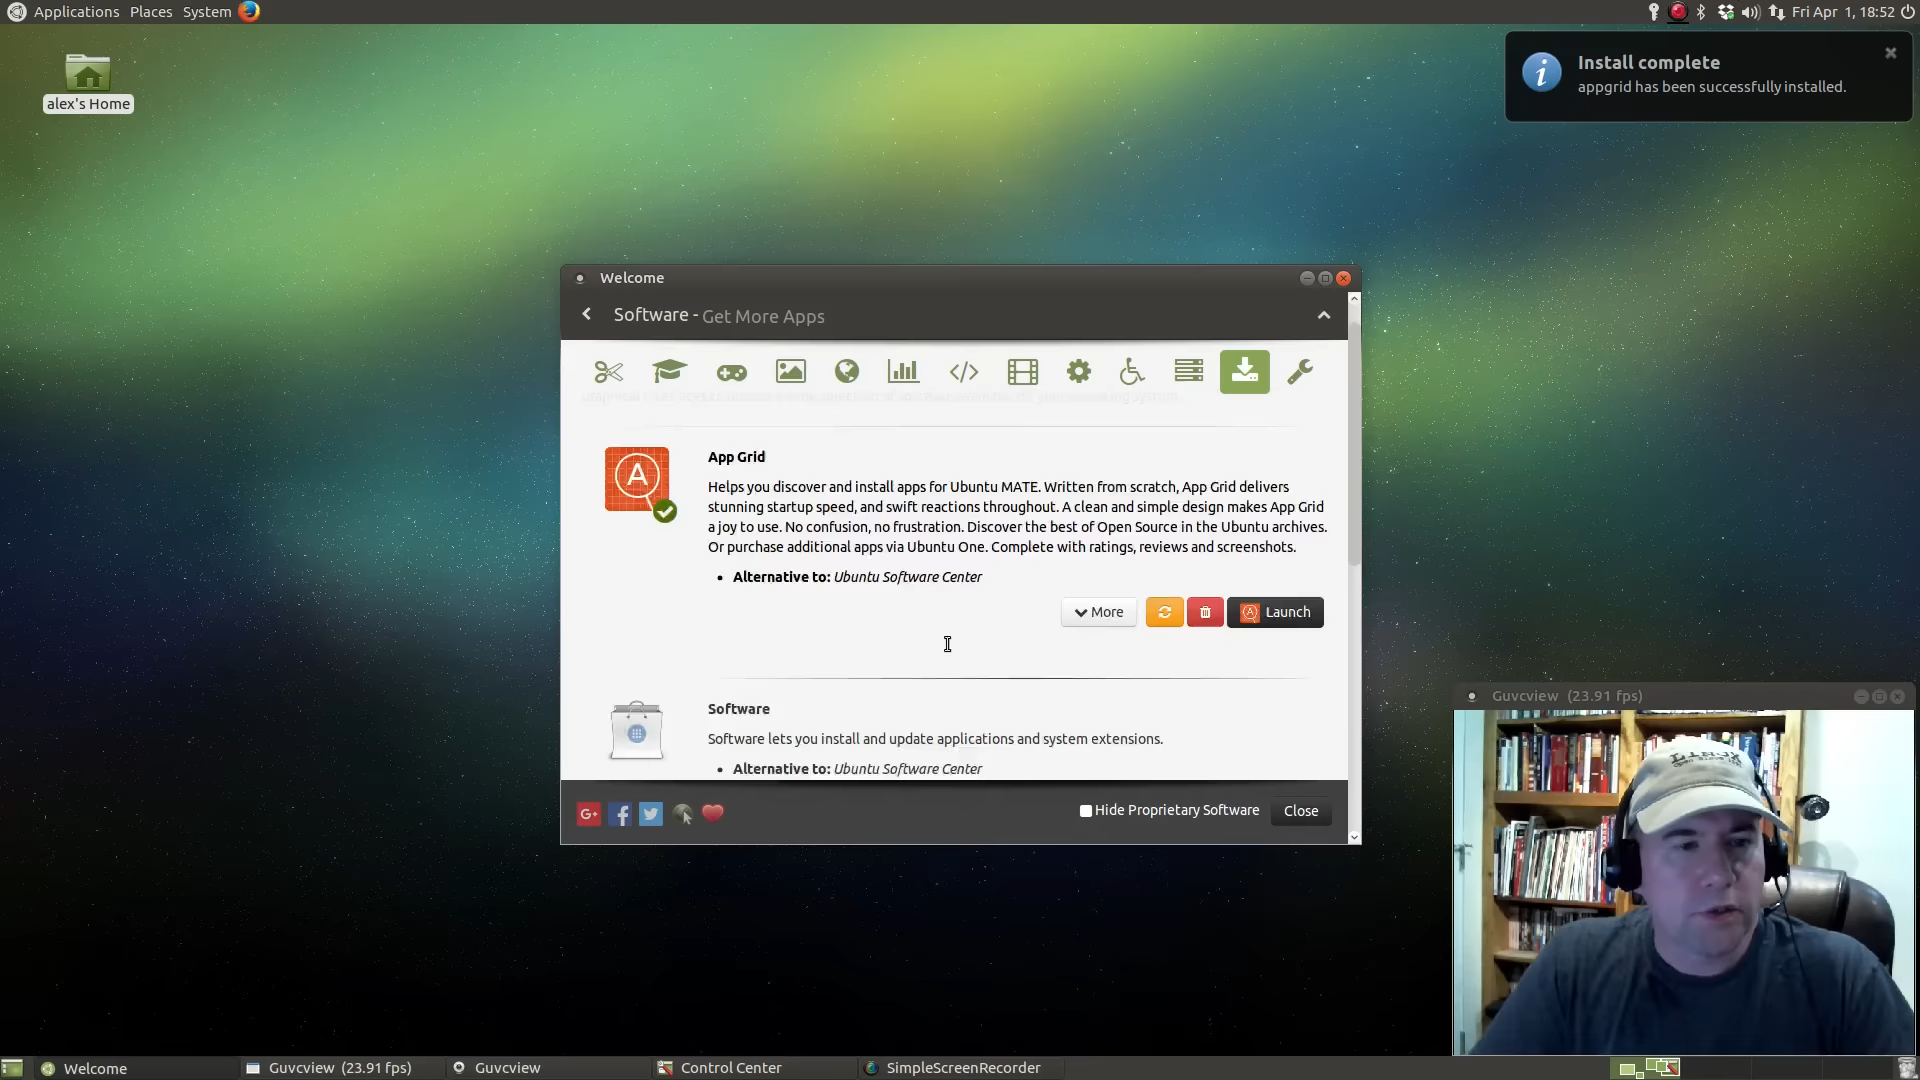 Applications Places System
Fri Apr 1, 18:52
alex's Home
Install complete
appgrid has been successfully installed.
Welcome
Software - Get More Apps
App Grid
Helps you discover and install apps for Ubuntu MATE. Written from scratch, App Grid delivers
stunning startup speed, and swift reactions throughout. A clean and simple design makes App Grid
a joy to use. No confusion, no frustration. Discover the best of Open Source in the Ubuntu archives.
Or purchase additional apps via Ubuntu One. Complete with ratings, reviews and screenshots.
• Alternative to: Ubuntu Software Center
More
Launch
Software
Software lets you install and update applications and system extensions.
• Alternative to: Ubuntu Software Center
G+
Hide Proprietary Software
Close
Guvcview (23.91 fps)
Welcome
Guvcview (23.91 fps)
Guvcview
Control Center
SimpleScreenRecorder